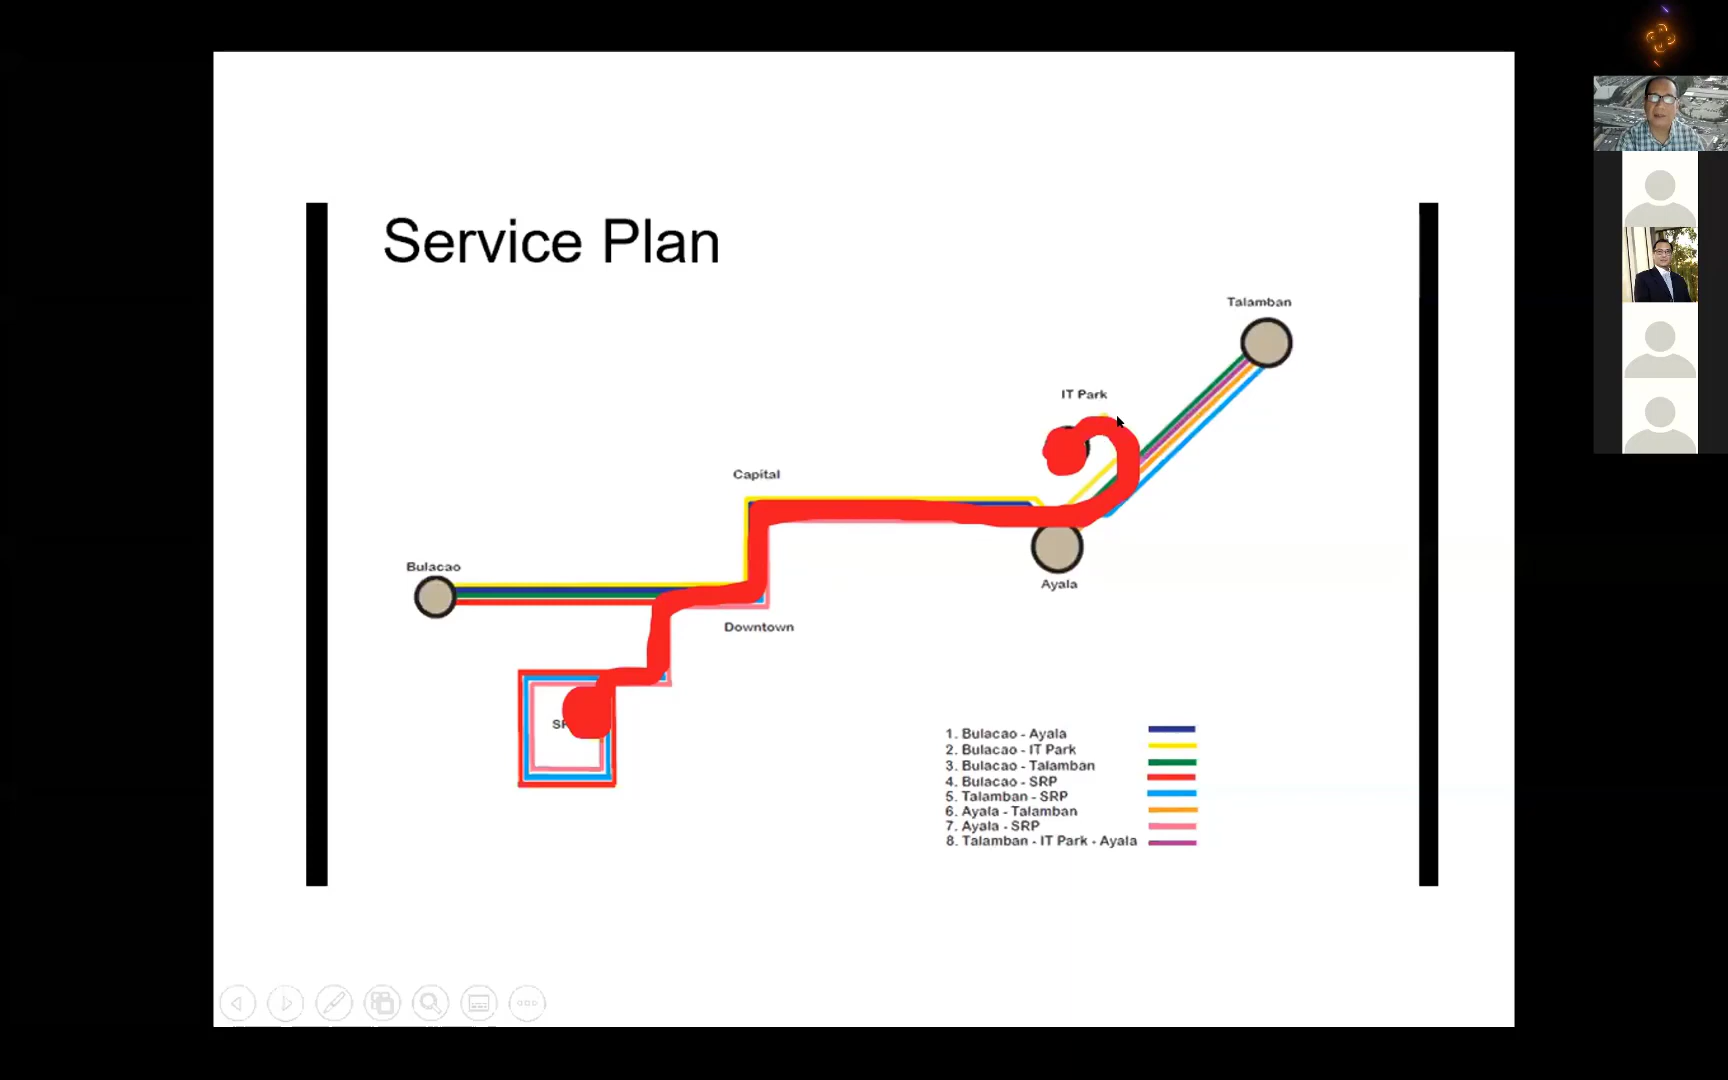 Service Plan
Talamban
IT Park
Capital
Bulacao
Ayala
Downtown
1. Bulacao - Ayala
2. Bulacao - IT Park
3. Bulacao - Talamban
4. Bulacao - SRP
5. Talamban - SRP
6. Ayala - Talamban
7. Ayala - SRP
8. Talamban - IT Park - Ayala